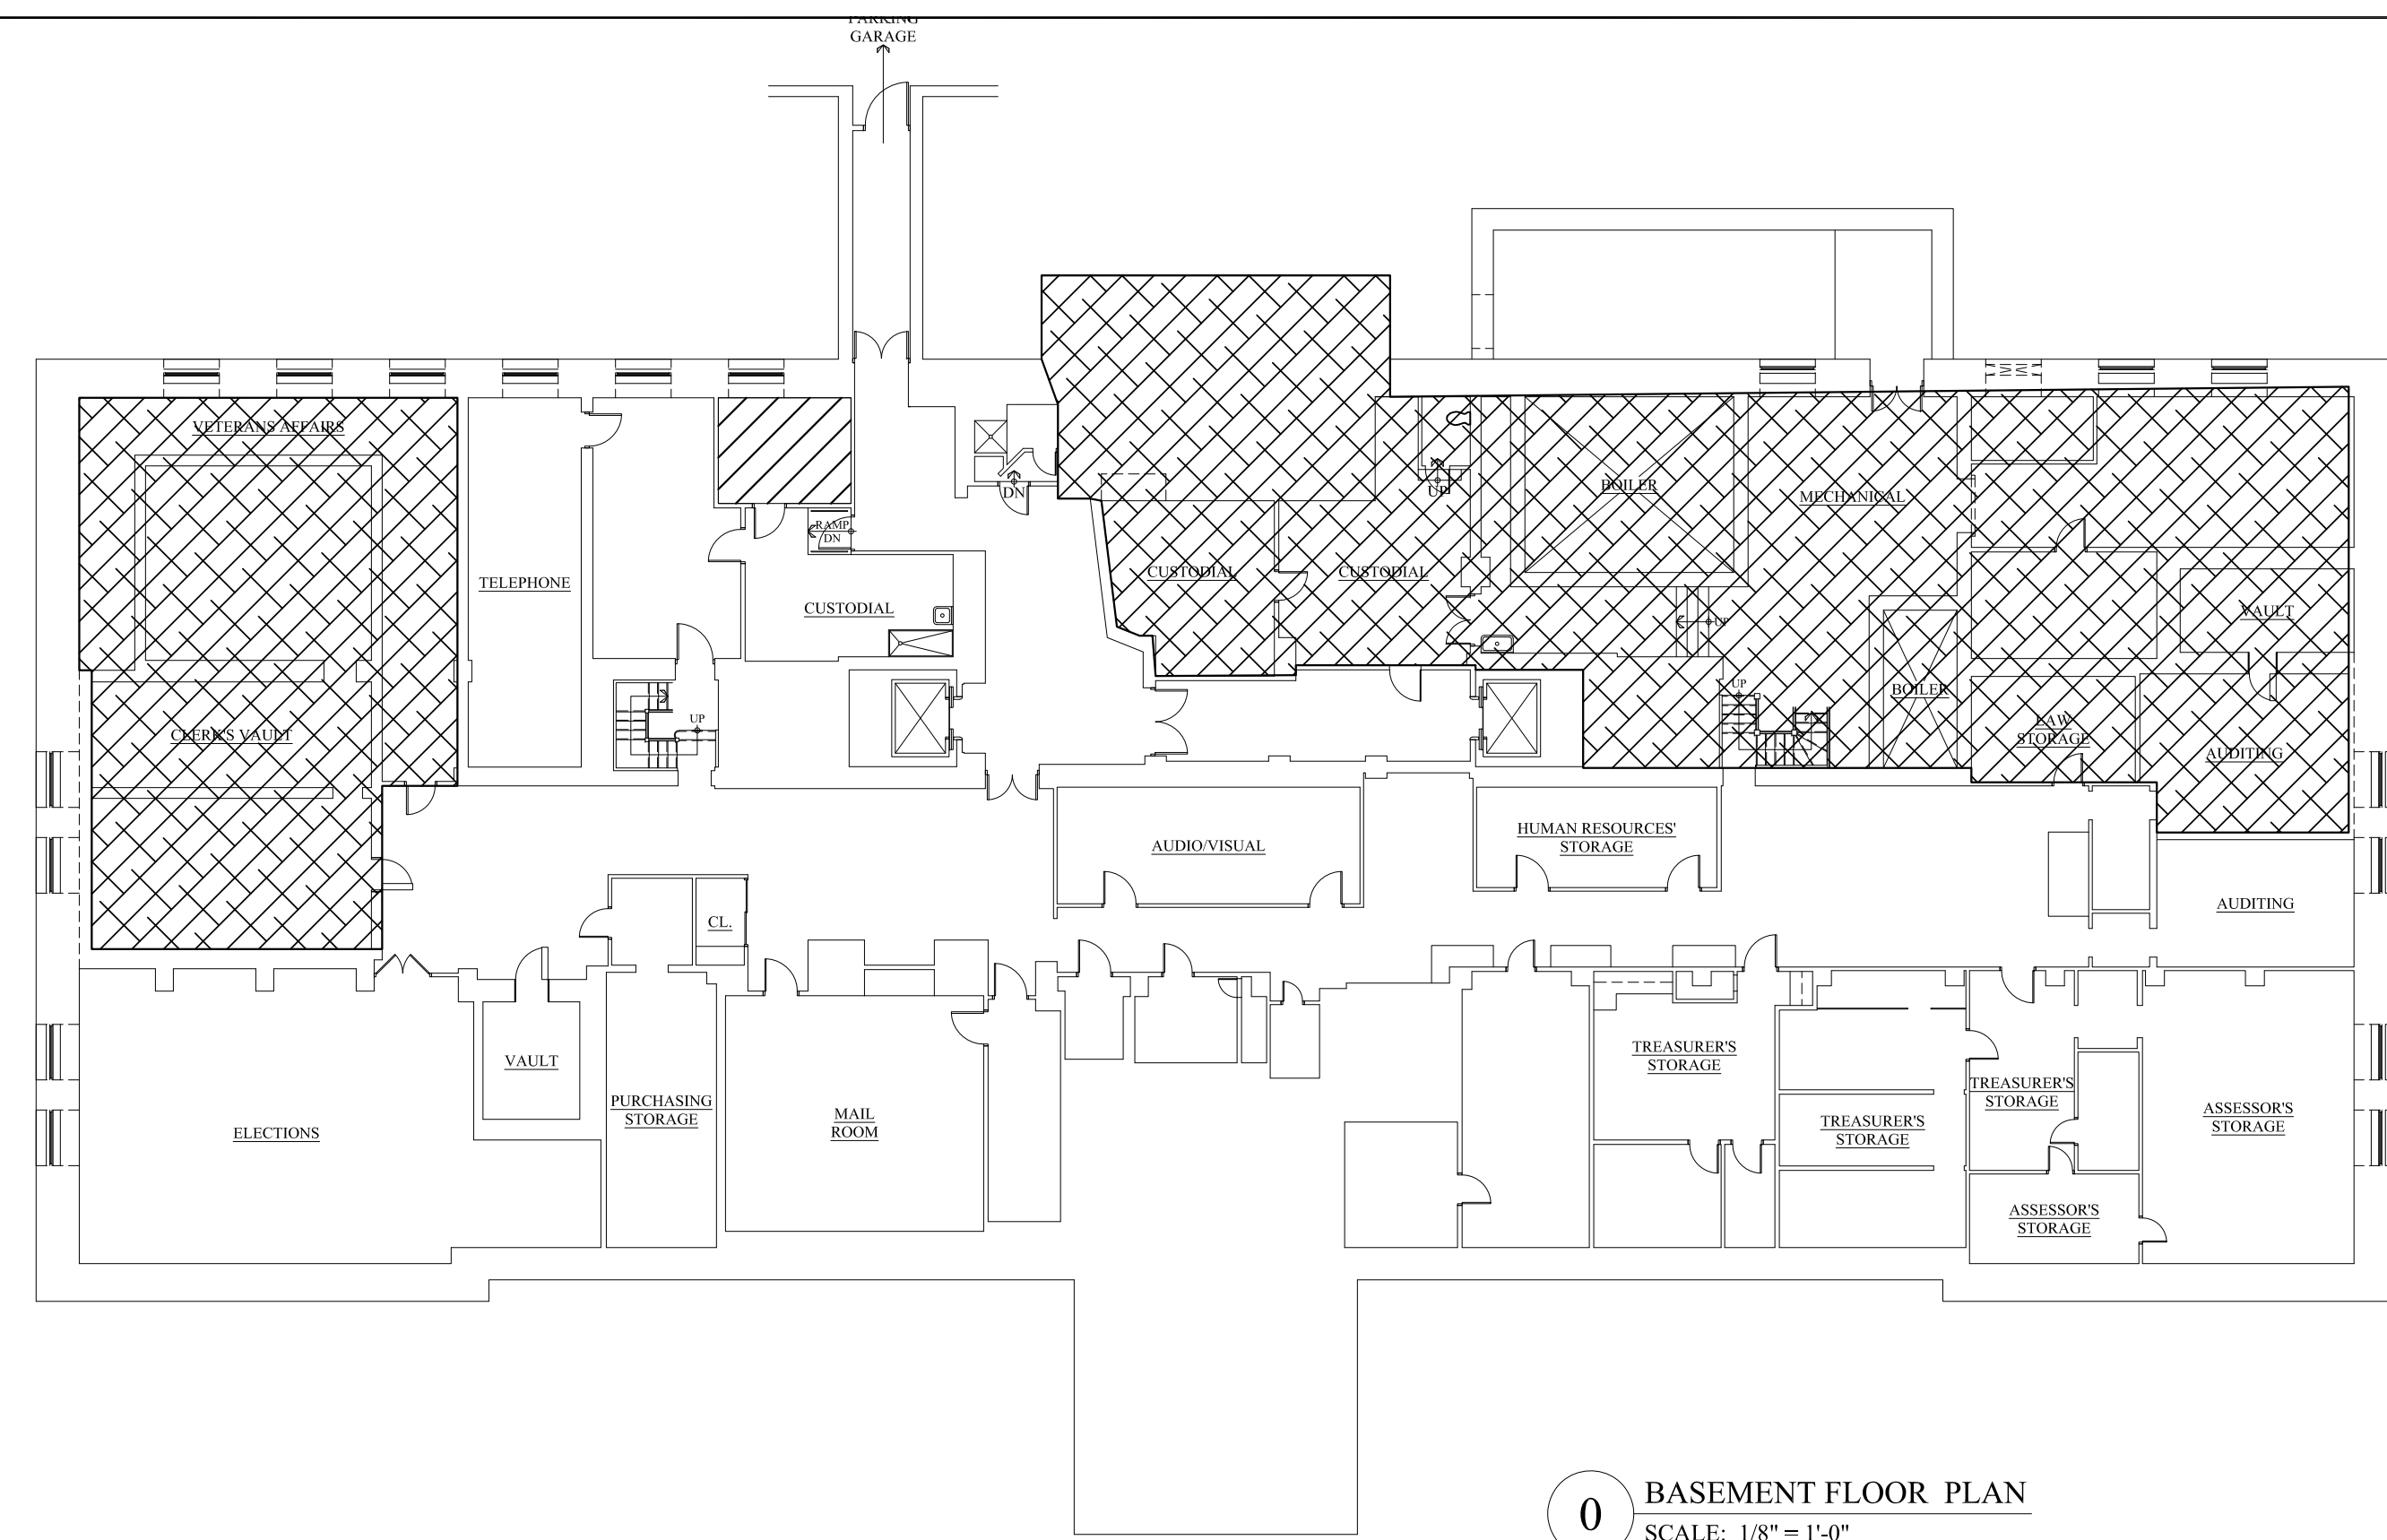 PARKING
GARAGE
VETERANS AFFAIRS
DN
UP
BOILER
MECHANICAL
RAMP
DN
TELEPHONE
CUSTODIAL
CUSTODIAL
CUSTODIAL
VAULT
UP
BOILER
UP
UP
CLERK'S VAULT
LAW
STORAGE
AUDITING
AUDIO/VISUAL
HUMAN RESOURCES'
STORAGE
AUDITING
CL.
VAULT
TREASURER'S
STORAGE
PURCHASING
STORAGE
MAIL
ROOM
ELECTIONS
TREASURER'S
STORAGE
TREASURER'S
STORAGE
ASSESSOR'S
STORAGE
ASSESSOR'S
STORAGE
0
BASEMENT FLOOR PLAN
SCALE: 1/8" = 1'-0"